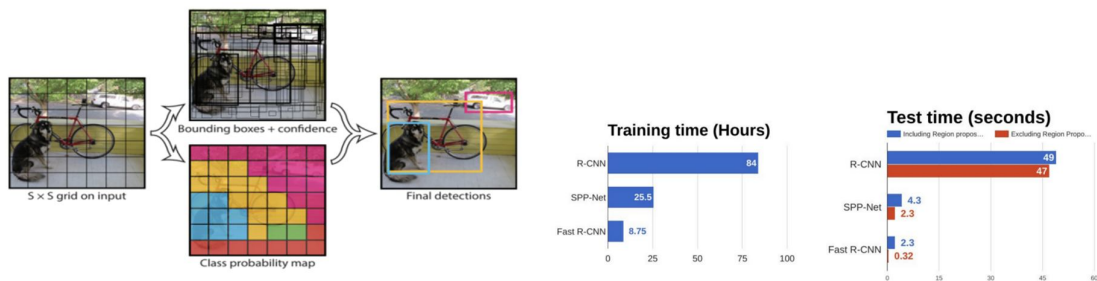 S × S grid on input
Bounding boxes + confidence
Class probability map
Final detections
Training time (Hours)
R-CNN
84
SPP-Net
25.5
Fast R-CNN
8.75
0 25 50 75 100
Test time (seconds)
Including Region propos...
Excluding Region Propo...
R-CNN
49
47
SPP-Net
4.3
2.3
Fast R-CNN
2.3
0.32
0 15 30 45 60